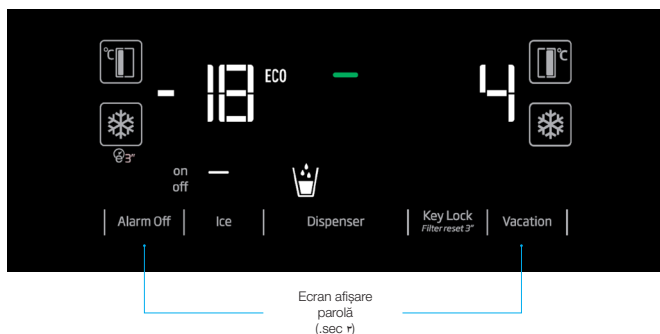 °C
°C
- 18 ECO
4
3"
on
off
Alarm Off
Ice
Dispenser
Key Lock
Filter reset 3"
Vacation
Ecran afișare
parolă
(.sec ٣)